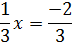 1/3 x = -2/3